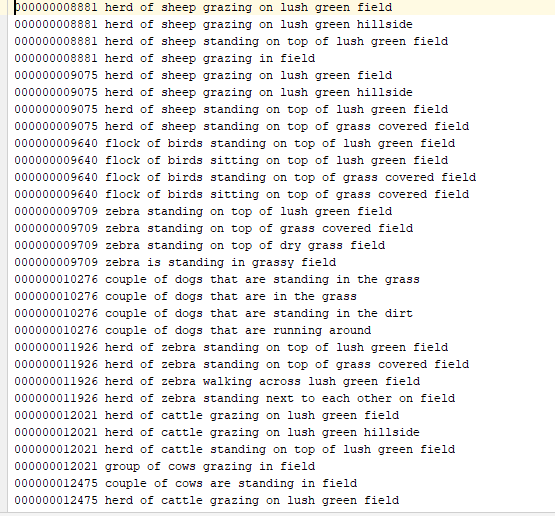 000000008881 herd of sheep grazing on lush green field
000000008881 herd of sheep grazing on lush green hillside
000000008881 herd of sheep standing on top of lush green field
000000008881 herd of sheep grazing in field
000000009075 herd of sheep grazing on lush green field
000000009075 herd of sheep grazing on lush green hillside
000000009075 herd of sheep standing on top of lush green field
000000009075 herd of sheep standing on top of grass covered field
000000009640 flock of birds standing on top of lush green field
000000009640 flock of birds sitting on top of lush green field
000000009640 flock of birds standing on top of grass covered field
000000009640 flock of birds sitting on top of grass covered field
000000009709 zebra standing on top of lush green field
000000009709 zebra standing on top of grass covered field
000000009709 zebra standing on top of dry grass field
000000009709 zebra is standing in grassy field
000000010276 couple of dogs that are standing in the grass
000000010276 couple of dogs that are in the grass
000000010276 couple of dogs that are standing in the dirt
000000010276 couple of dogs that are running around
000000011926 herd of zebra standing on top of lush green field
000000011926 herd of zebra standing on top of grass covered field
000000011926 herd of zebra walking across lush green field
000000011926 herd of zebra standing next to each other on field
000000012021 herd of cattle grazing on lush green field
000000012021 herd of cattle grazing on lush green hillside
000000012021 herd of cattle standing on top of lush green field
000000012021 group of cows grazing in field
000000012475 couple of cows are standing in field
000000012475 herd of cattle grazing on lush green field